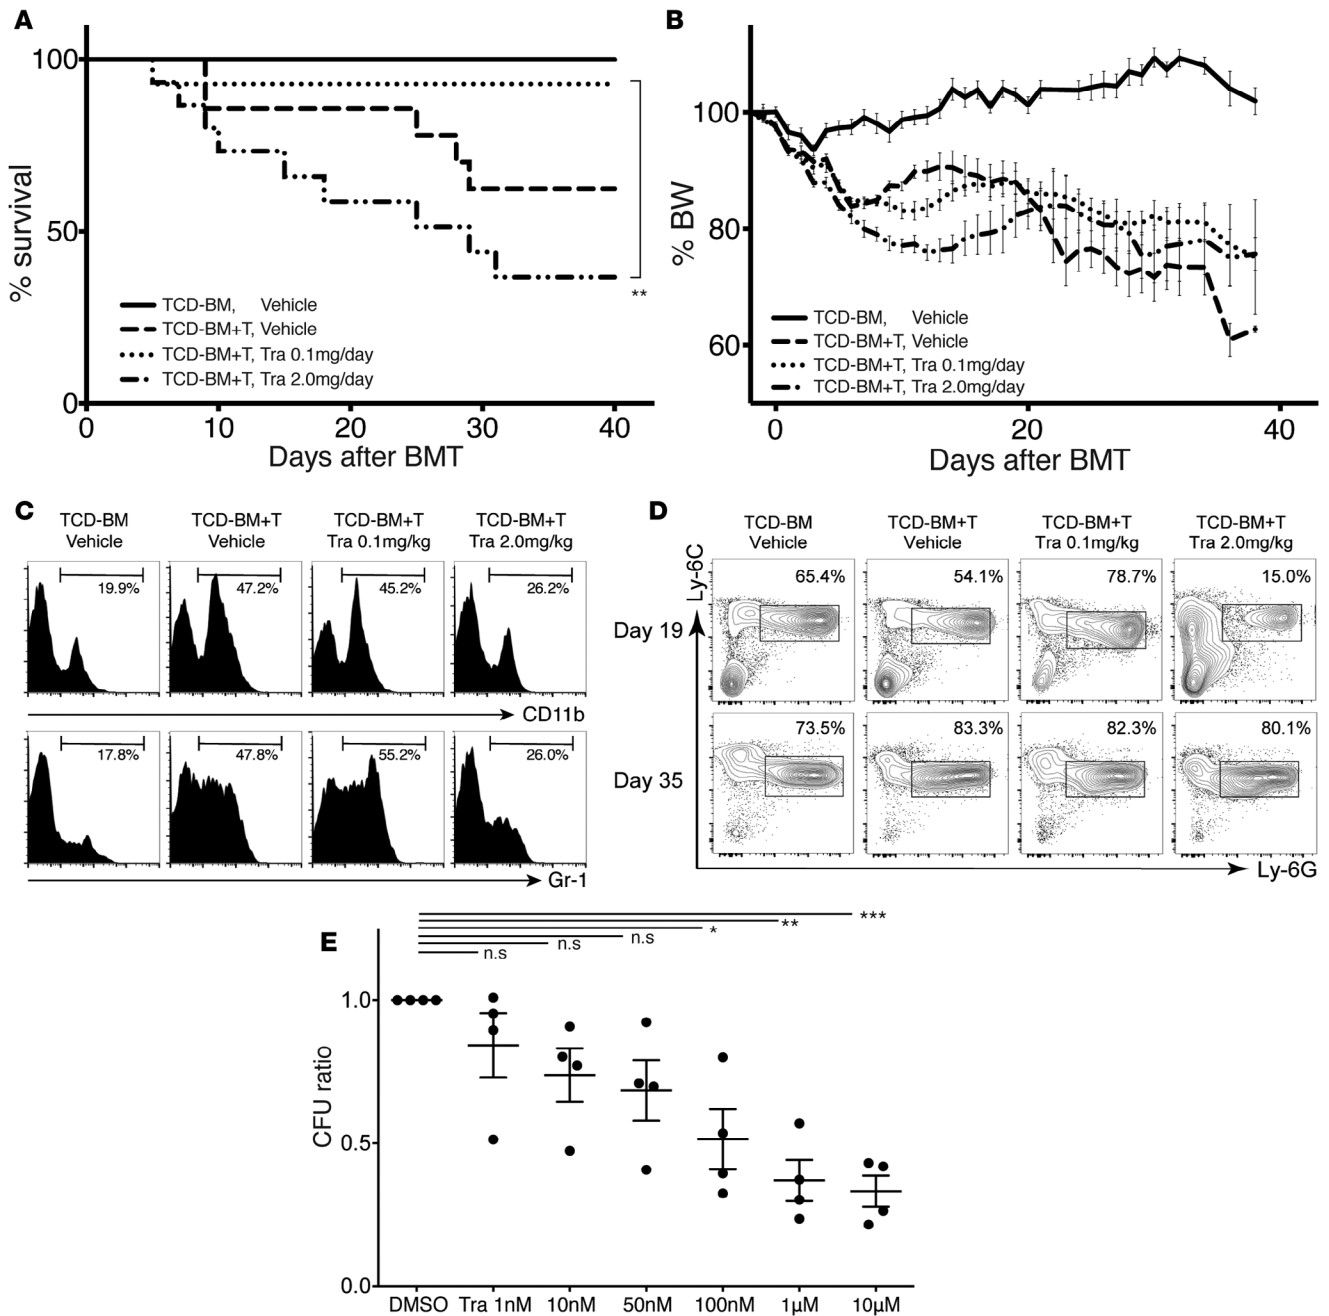 A
% survival
100
50
0
0 10 20 30 40
Days after BMT
**
TCD-BM, Vehicle
TCD-BM+T, Vehicle
TCD-BM+T, Tra 0.1mg/day
TCD-BM+T, Tra 2.0mg/day
B
% BW
100
80
60
0 20 40
Days after BMT
TCD-BM, Vehicle
TCD-BM+T, Vehicle
TCD-BM+T, Tra 0.1mg/day
TCD-BM+T, Tra 2.0mg/day
C
TCD-BM TCD-BM+T TCD-BM+T TCD-BM+T
Vehicle Vehicle Tra 0.1mg/kg Tra 2.0mg/kg
19.9% 47.2% 45.2% 26.2%
CD11b
17.8% 47.8% 55.2% 26.0%
Gr-1
D
TCD-BM TCD-BM+T TCD-BM+T TCD-BM+T
Vehicle Vehicle Tra 0.1mg/kg Tra 2.0mg/kg
Ly-6C
65.4% 54.1% 78.7% 15.0%
Day 19
73.5% 83.3% 82.3% 80.1%
Day 35
Ly-6G
E
***
**
*
n.s
n.s
n.s
CFU ratio
1.0
0.5
0.0
DMSO Tra 1nM 10nM 50nM 100nM 1µM 10µM